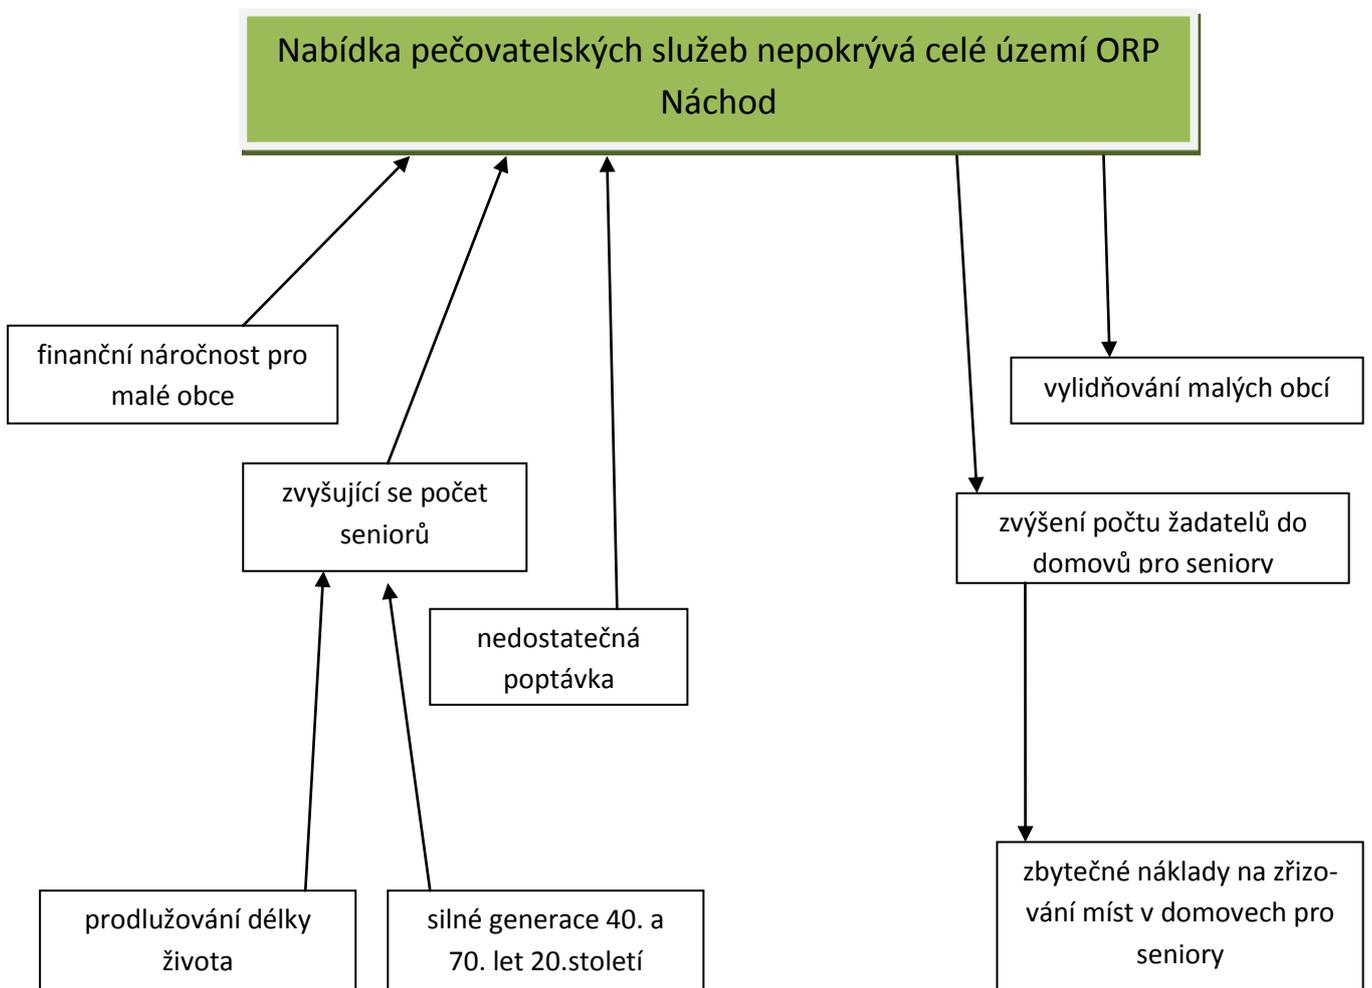 Nabídka pečovatelských služeb nepokrývá celé území ORP
Náchod
finanční náročnost pro
malé obce
vylidňování malých obcí
zvyšující se počet
seniorů
zvýšení počtu žadatelů do
domovů pro seniory
nedostatečná
poptávka
prodlužování délky
života
silné generace 40. a
70. let 20.století
zbytečné náklady na zřizo-
vání míst v domovech pro
seniory